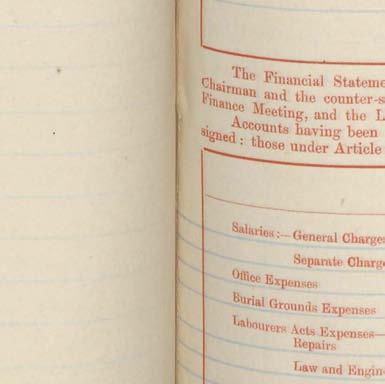 The Financial Stateme
Chairman and the counter-s
Finance Meeting, and the L
Accounts having been
signed: those under Article
Salaries:—General Charges
Separate Charge
Office Expenses
Burial Grounds Expenses
Labourers Acts Expenses—
Repairs
Law and Engin